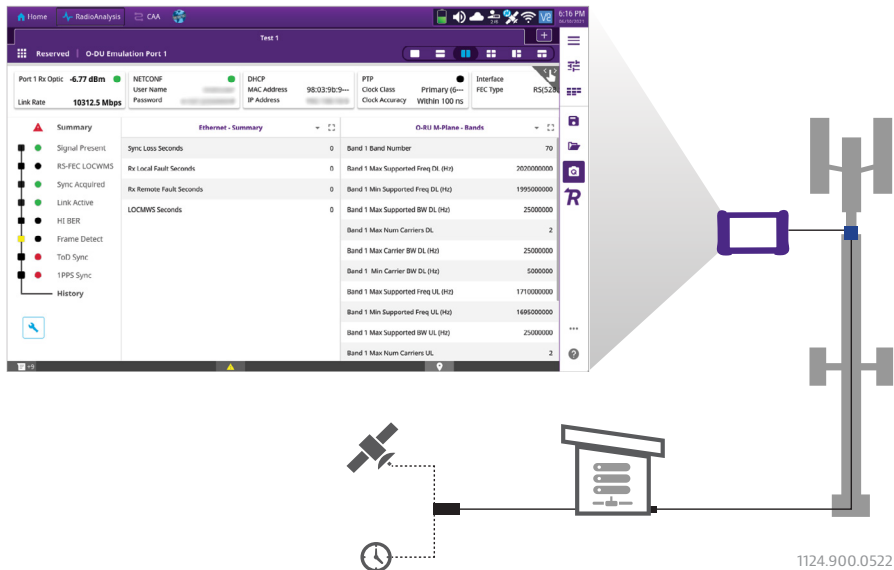 Home RadioAnalysis CAA 6:16 PM
Test 1
Reserved | O-DU Emulation Port 1
Port 1 Rx Optic -6.77 dBm
Link Rate 10312.5 Mbps
NETCONF
User Name
Password
DHCP
MAC Address 98:03:9b:9---
IP Address
PTP
Clock Class Primary (6---
Clock Accuracy Within 100 ns
Interface
FEC Type RS(528,
Summary
Signal Present
RS-FEC LOCWMS
Sync Acquired
Link Active
HI BER
Frame Detect
ToD Sync
1PPS Sync
History
Ethernet - Summary
Sync Loss Seconds 0
Rx Local Fault Seconds 0
Rx Remote Fault Seconds 0
LOCMWS Seconds 0
O-RU M-Plane - Bands
Band 1 Band Number 70
Band 1 Max Supported Freq DL (Hz) 2020000000
Band 1 Min Supported Freq DL (Hz) 1995000000
Band 1 Max Supported BW DL (Hz) 25000000
Band 1 Max Num Carriers DL 2
Band 1 Max Carrier BW DL (Hz) 25000000
Band 1 Min Carrier BW DL (Hz) 5000000
Band 1 Max Supported Freq UL (Hz) 1710000000
Band 1 Min Supported Freq UL (Hz) 1695000000
Band 1 Max Supported BW UL (Hz) 25000000
Band 1 Max Num Carriers UL 2
+9
1124.900.0522